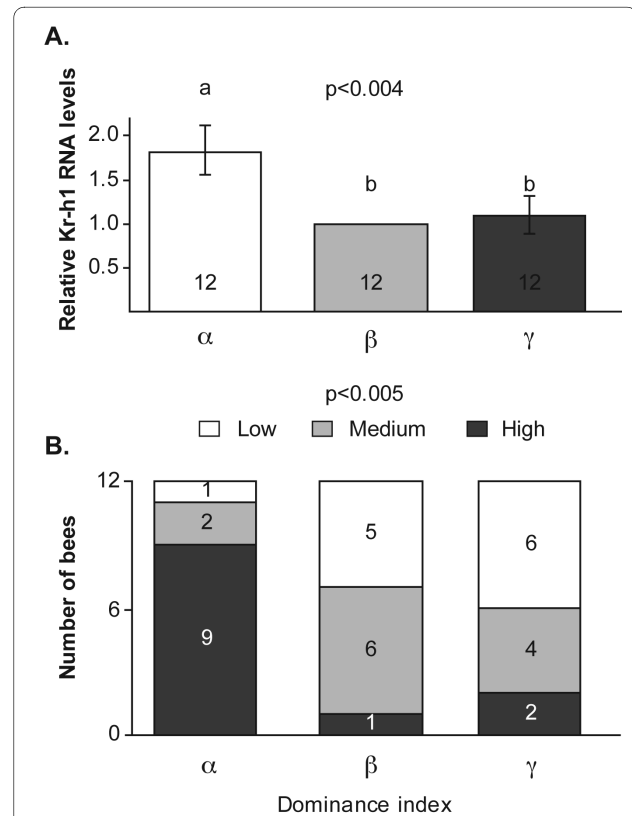 A.
a p<0.004
Relative Kr-h1 RNA levels
2.0
1.5
1.0
0.5
b b
12 12 12
α β γ
p<0.005
Low Medium High
B.
Number of bees
12
6
0
1 5 6
2 6 4
9 1 2
α β γ
Dominance index